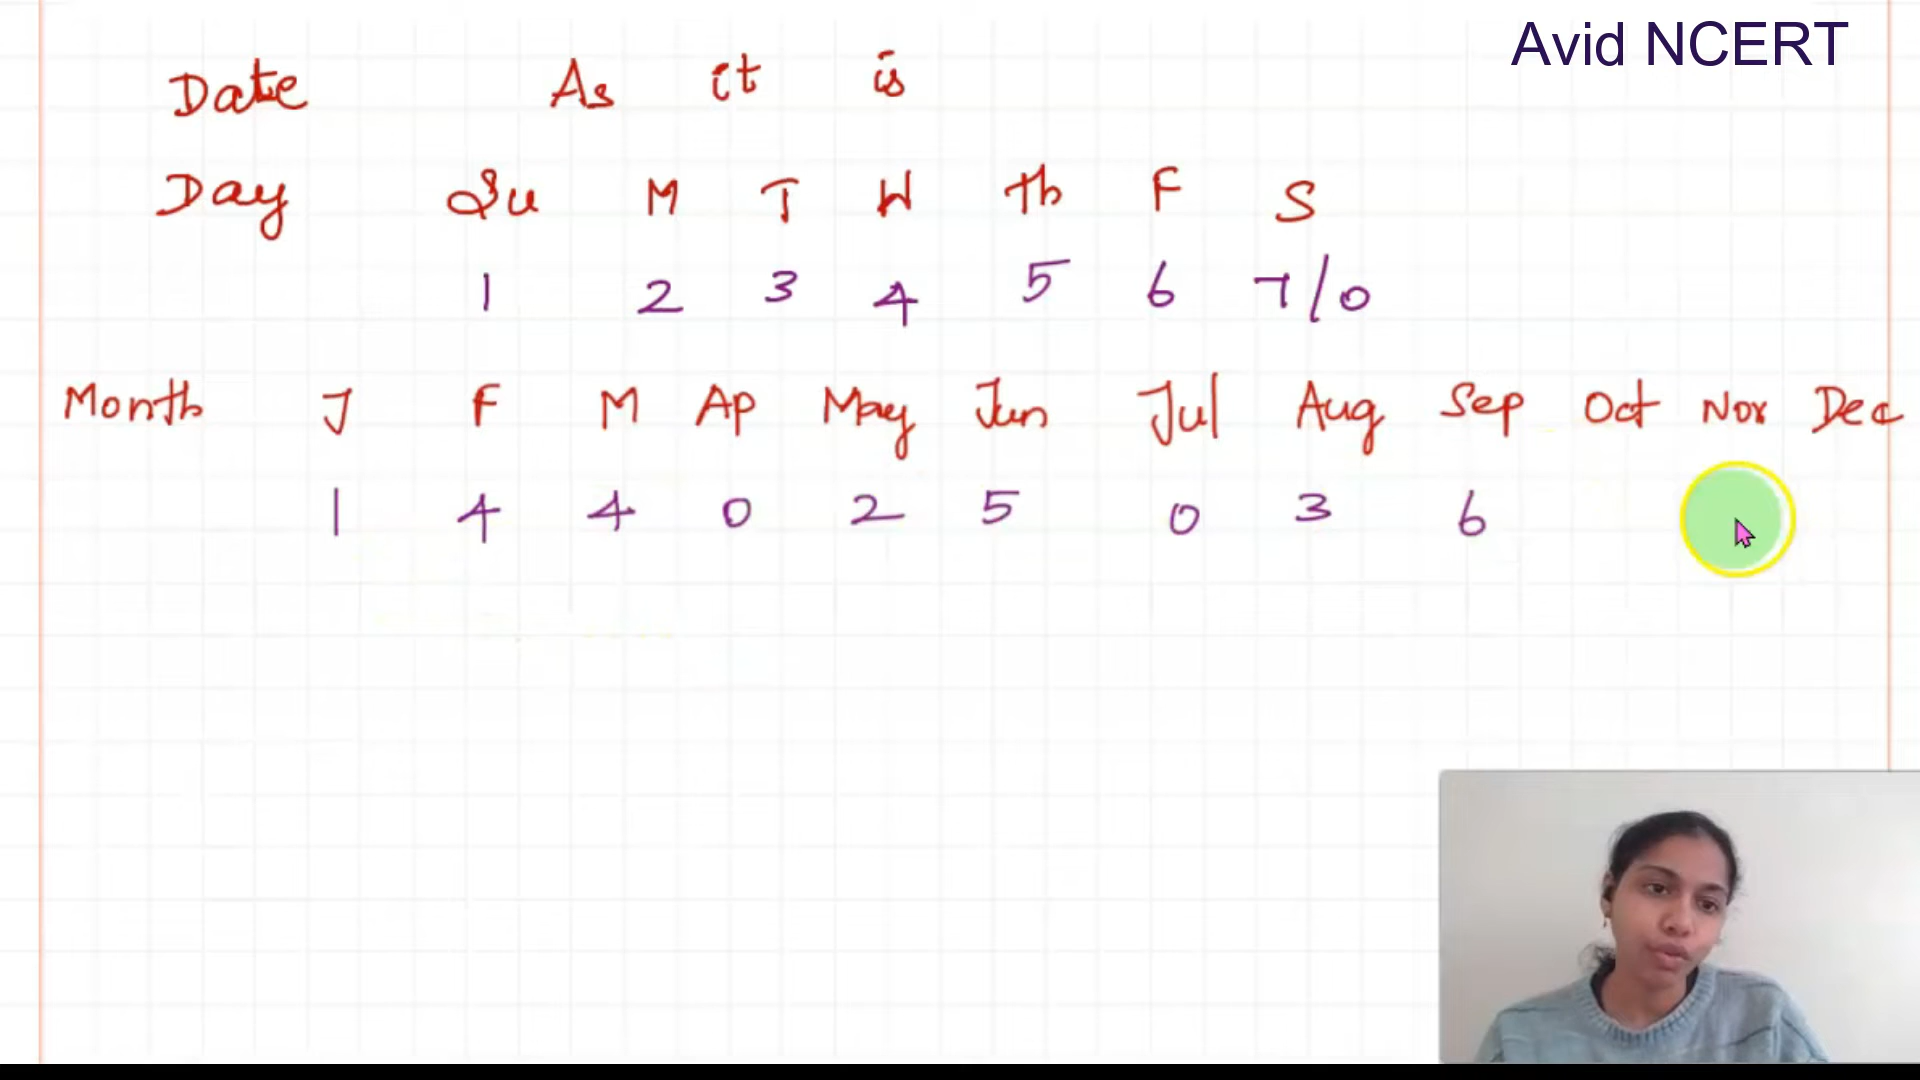 Avid NCERT
Date As it is
Day Su M T W Th F S
1 2 3 4 5 6 7/0
Month J F M Ap May Jun Jul Aug Sep Oct Nov Dec
1 4 4 0 2 5 0 3 6